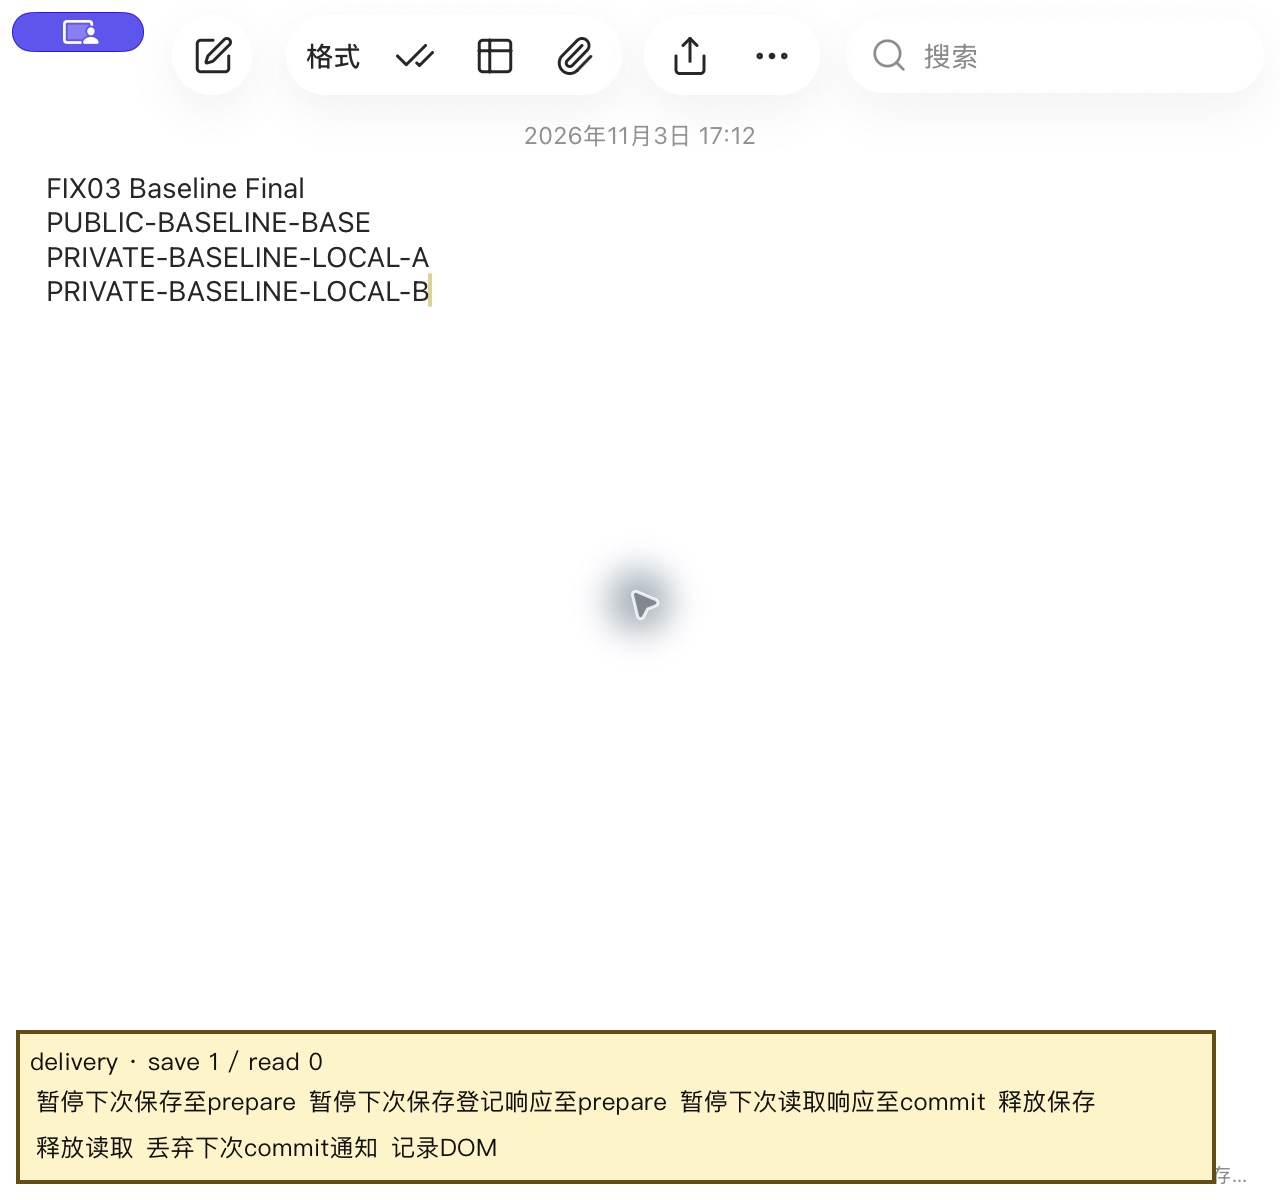 格式
搜索
2026年11月3日 17:12
FIX03 Baseline Final
PUBLIC-BASELINE-BASE
PRIVATE-BASELINE-LOCAL-A
PRIVATE-BASELINE-LOCAL-B
delivery · save 1 / read 0
暂停下次保存至prepare 暂停下次保存登记响应至prepare 暂停下次读取响应至commit 释放保存
释放读取 丢弃下次commit通知 记录DOM
存...